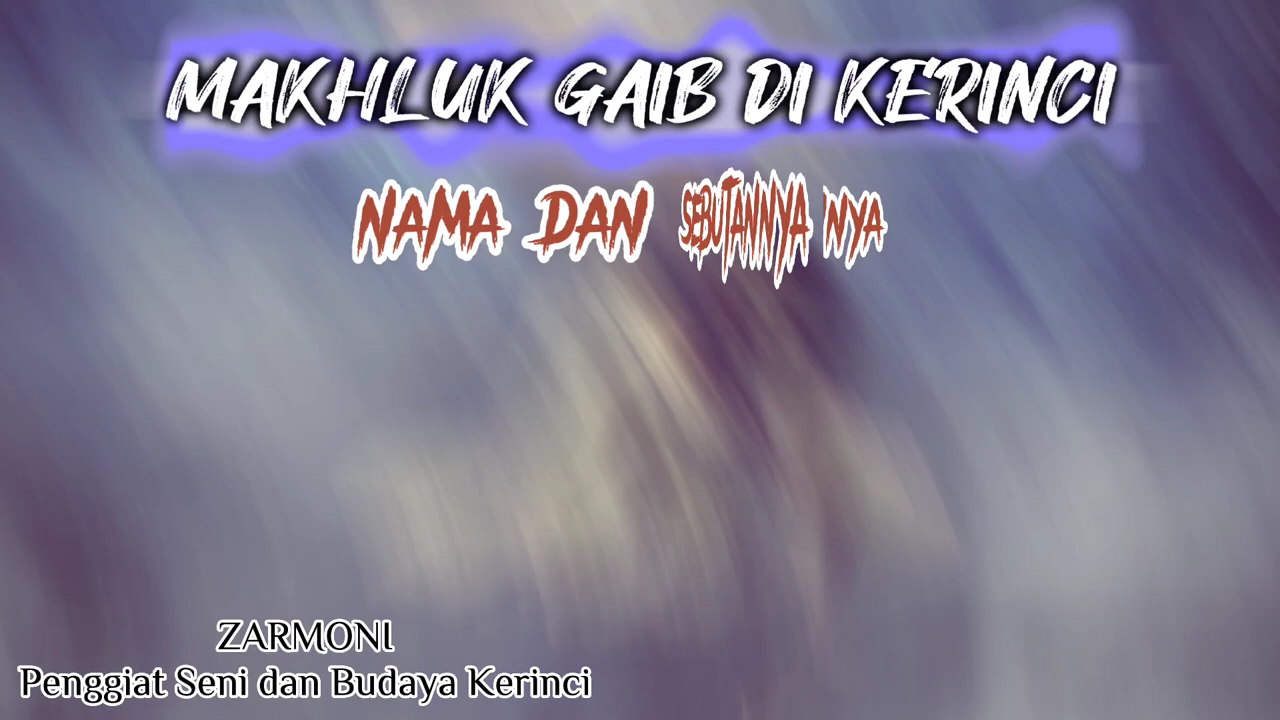 MAKHLUK GAIB DI KERINCI
NAMA DAN SEBUTANNYA NYA
ZARMONI
Penggiat Seni dan Budaya Kerinci